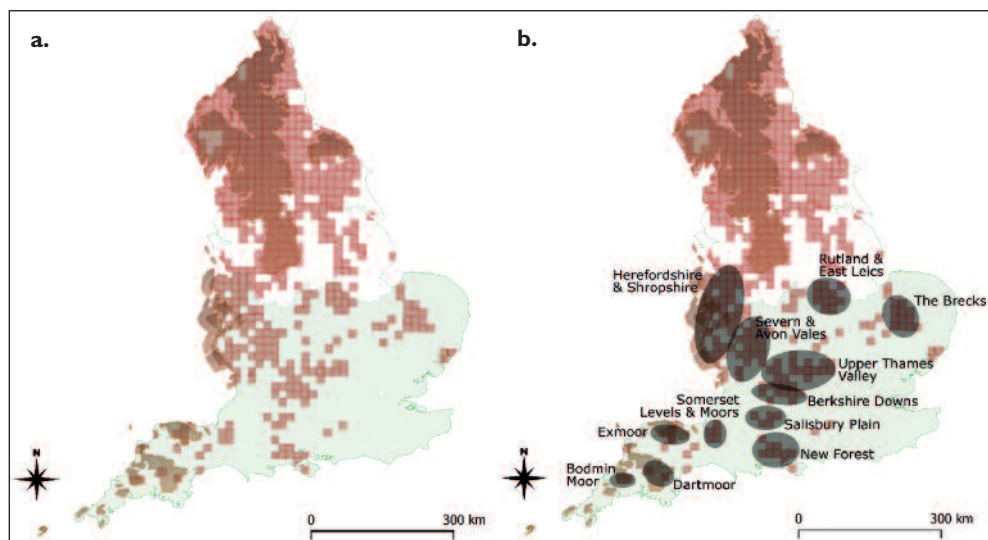 a.
N
0
300 km
b.
Rutland &
East Leics
Herefordshire
& Shropshire
The Brecks
Severn &
Avon Vales
Upper Thames
Valley
Berkshire Downs
Somerset
Levels & Moors
Salisbury Plain
Exmoor
New Forest
Bodmin
Moor
Dartmoor
N
0
300 km